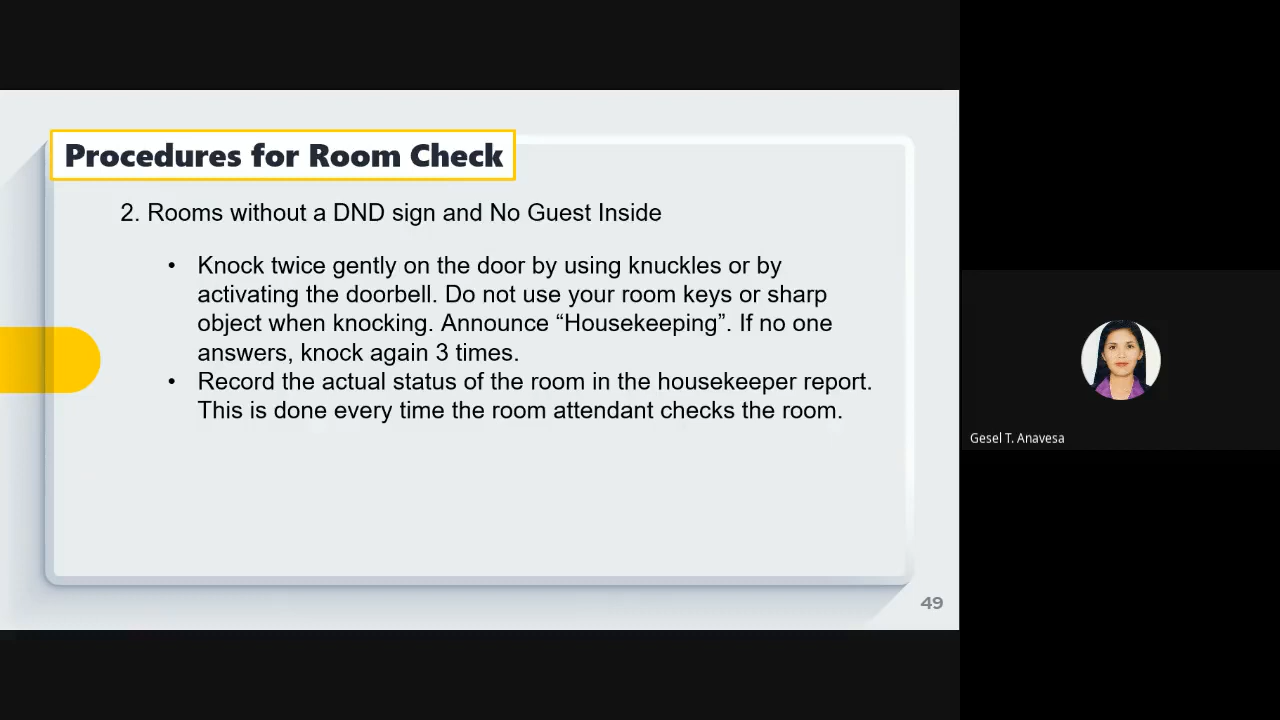 Procedures for Room Check
2. Rooms without a DND sign and No Guest Inside
• Knock twice gently on the door by using knuckles or by
activating the doorbell. Do not use your room keys or sharp
object when knocking. Announce “Housekeeping”. If no one
answers, knock again 3 times.
• Record the actual status of the room in the housekeeper report.
This is done every time the room attendant checks the room.
49
Gesel T. Anavesa